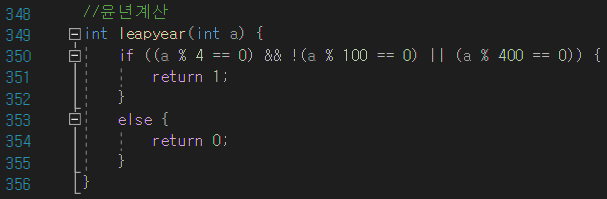 348 //윤년계산
349 int leapyear(int a) {
350 if ((a % 4 == 0) && !(a % 100 == 0) || (a % 400 == 0)) {
351 return 1;
352 }
353 else {
354 return 0;
355 }
356 }